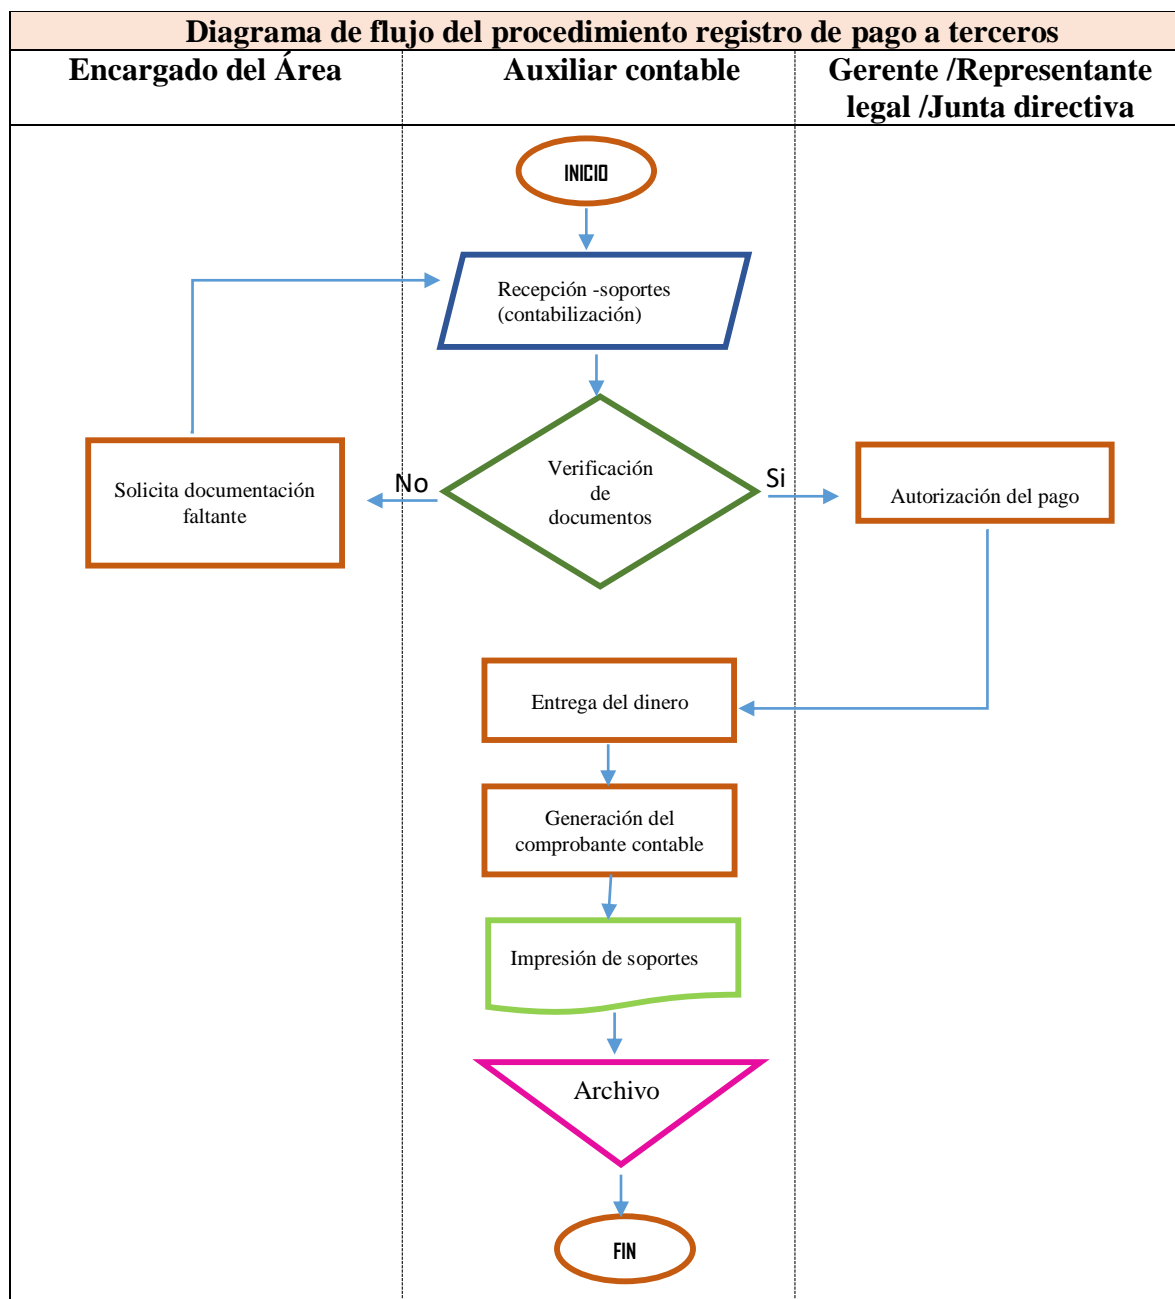 Diagrama de flujo del procedimiento registro de pago a terceros
Encargado del Área
Auxiliar contable
Gerente /Representante
legal /Junta directiva
INICIO
Recepción -soportes
(contabilización)
Verificación
de
documentos
No
Si
Solicita documentación
faltante
Autorización del pago
Entrega del dinero
Generación del
comprobante contable
Impresión de soportes
Archivo
FIN